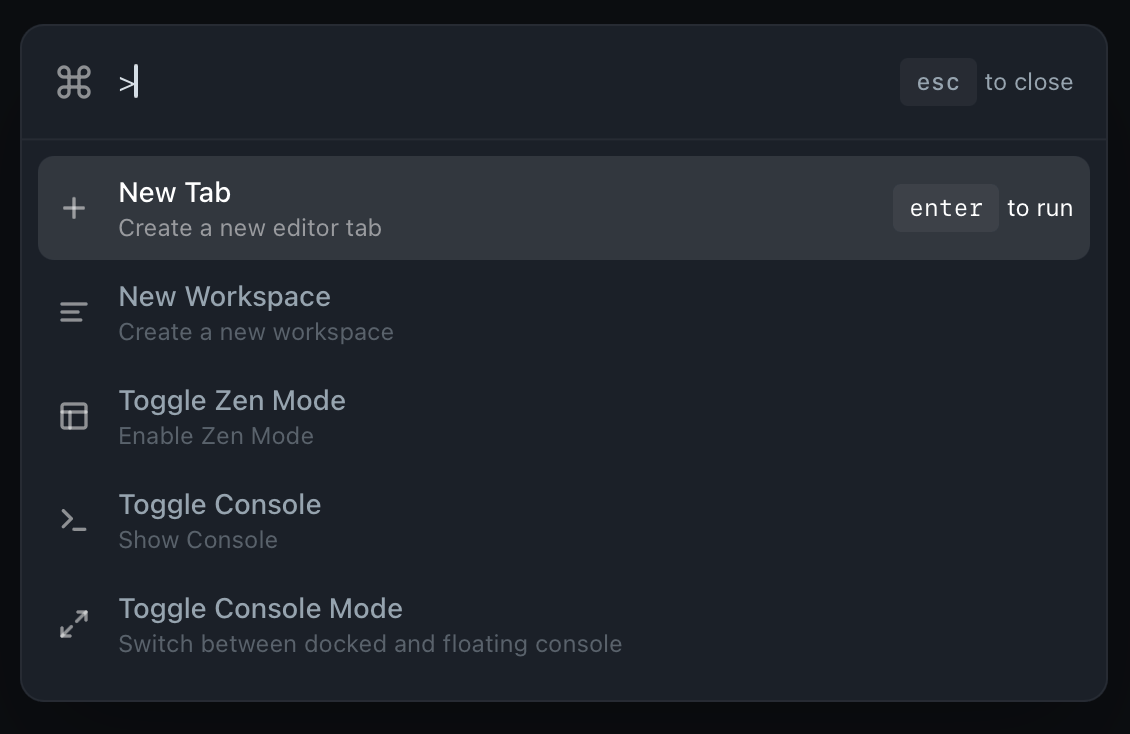 >
esc to close
New Tab
Create a new editor tab
enter to run
New Workspace
Create a new workspace
Toggle Zen Mode
Enable Zen Mode
Toggle Console
Show Console
Toggle Console Mode
Switch between docked and floating console